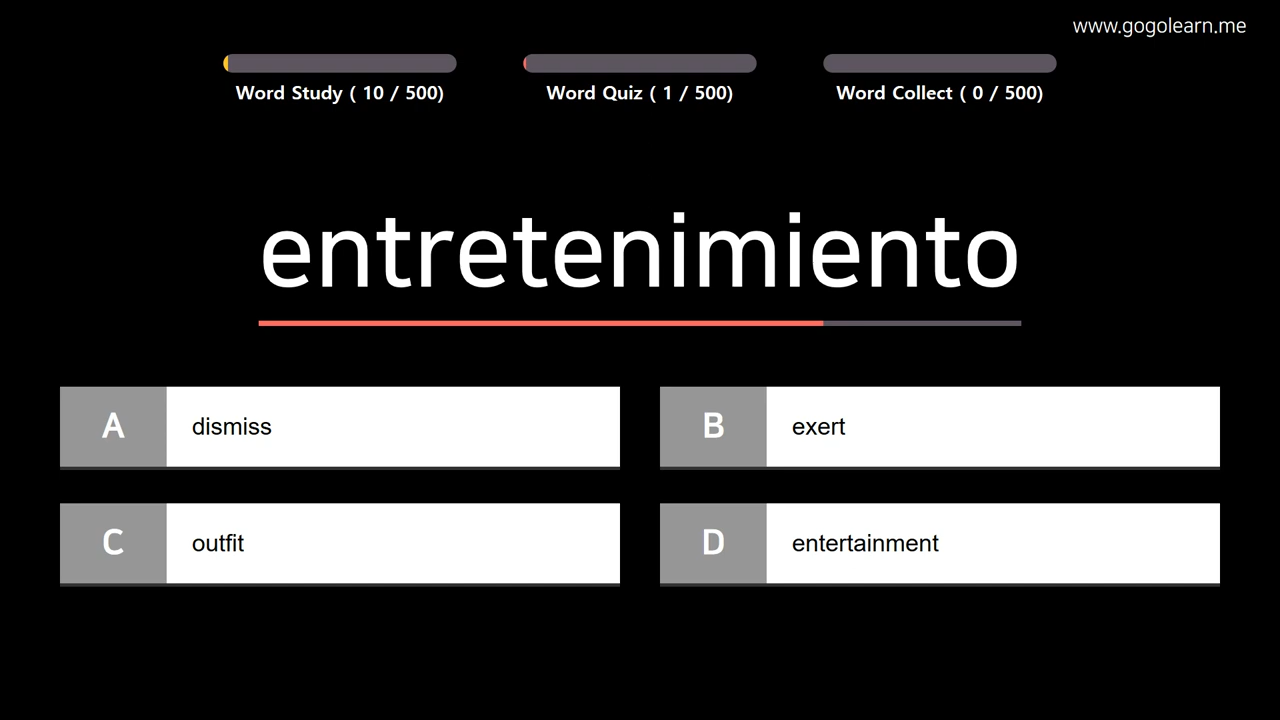 www.gogolearn.me
Word Study ( 10 / 500)
Word Quiz ( 1 / 500)
Word Collect ( 0 / 500)
entretenimiento
A dismiss
B exert
C outfit
D entertainment